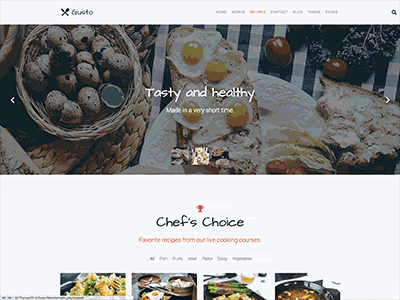 Gusto
HOME
RECIPES
CONTACT
BLOG
THEME
PAGES
Tasty and healthy
Made in a very short time.
Chef's Choice
Favorite recipes from our live cooking courses.
All Fish Fruits Meat Pasta Spicy Vegetables